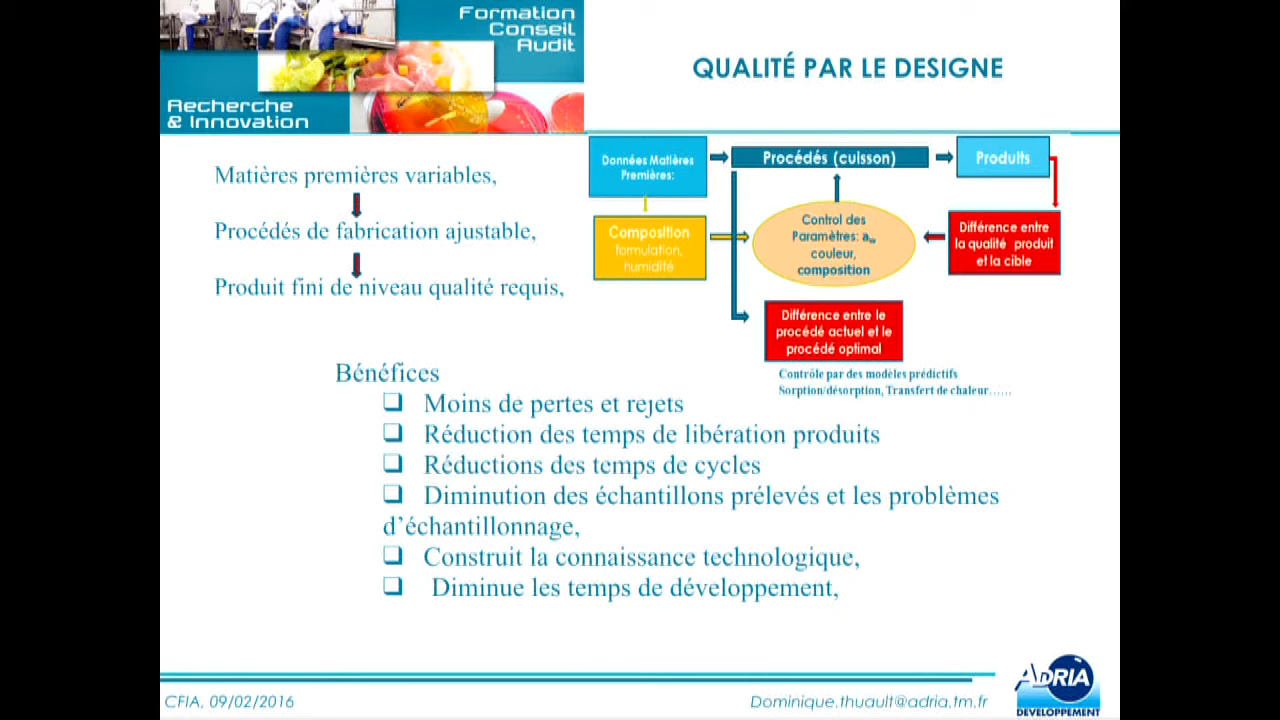 Formation
Conseil
Audit
Recherche
& Innovation
QUALITÉ PAR LE DESIGNE
Matières premières variables,
Procédés de fabrication ajustable,
Produit fini de niveau qualité requis,
Données Matières
Premières:
Procédés (cuisson)
Produits
Composition
formulation,
humidité
Control des
Paramètres: aw
couleur,
composition
Différence entre
la qualité produit
et la cible
Différence entre le
procédé actuel et le
procédé optimal
Contrôle par des modèles prédictifs
Sorption/désorption, Transfert de chaleur……
Bénéfices
❑ Moins de pertes et rejets
❑ Réduction des temps de libération produits
❑ Réductions des temps de cycles
❑ Diminution des échantillons prélevés et les problèmes
d’échantillonnage,
❑ Construit la connaissance technologique,
❑ Diminue les temps de développement,
CFIA, 09/02/2016
Dominique.thuault@adria.tm.fr
ADRIA
DÉVELOPPEMENT